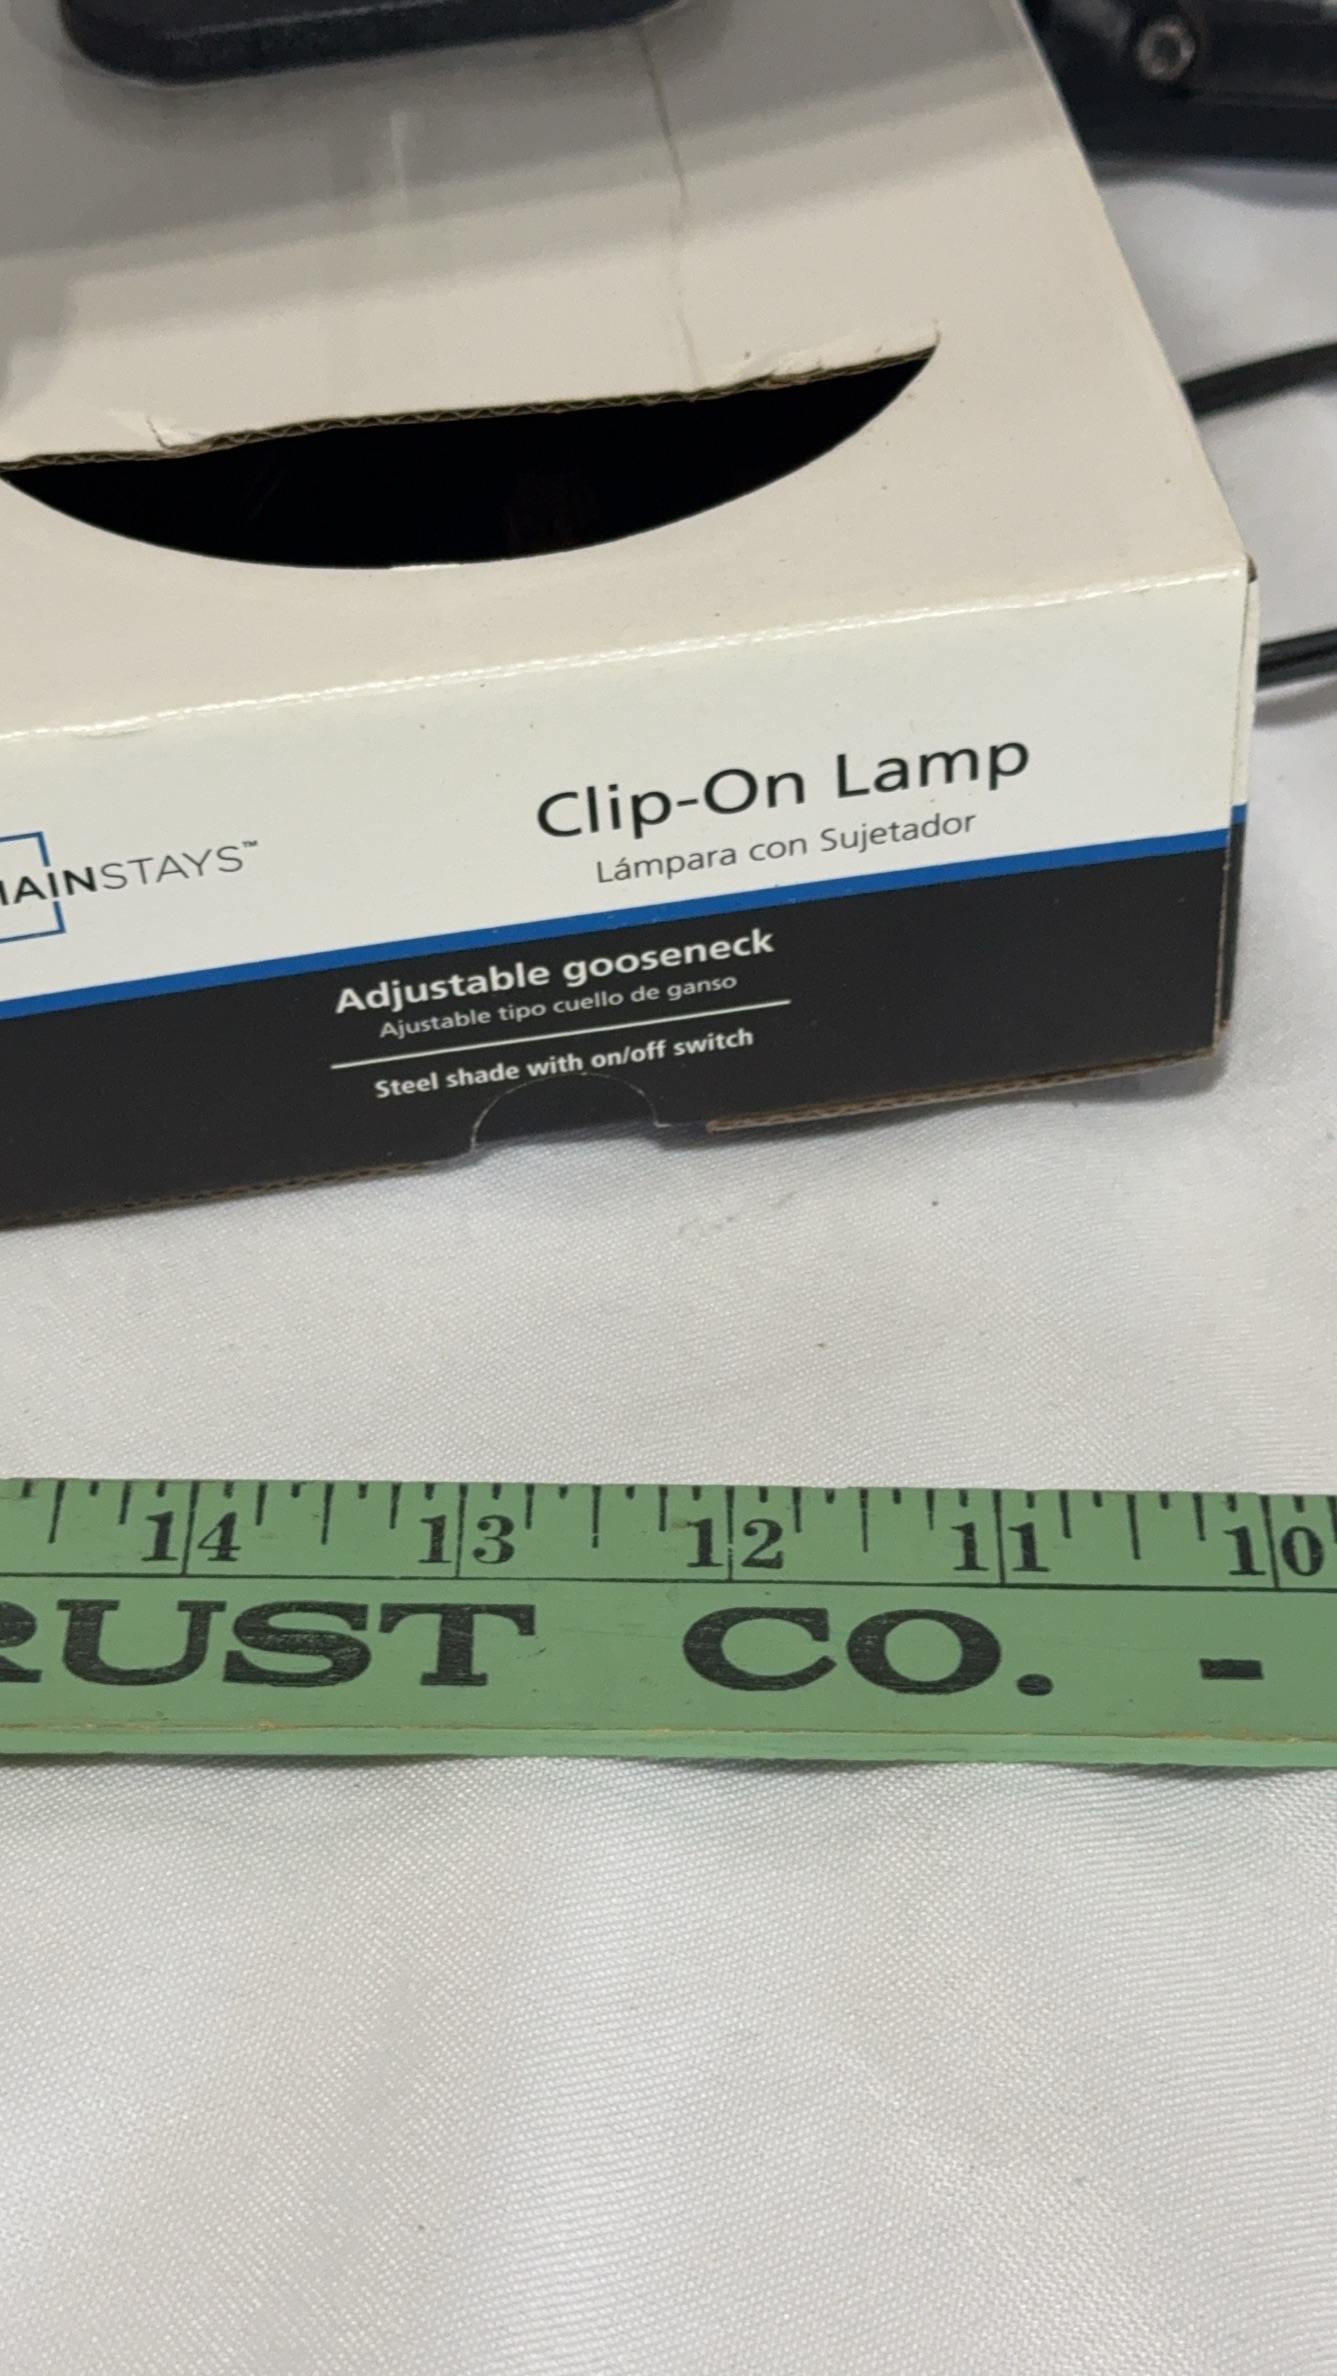 Clip-On Lamp
Lámpara con Sujetador
AINSTAYS™
Adjustable gooseneck
Ajustable tipo cuello de ganso
Steel shade with on/off switch
14 13 12 11 10
RUST CO. -